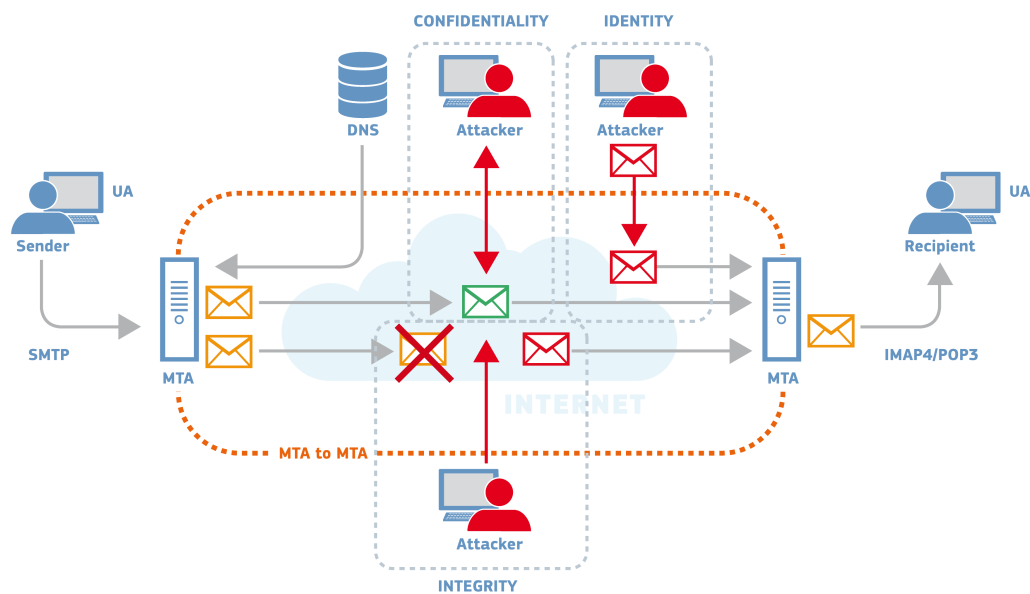 CONFIDENTIALITY
IDENTITY
DNS
Attacker
Attacker
UA
UA
Sender
Recipient
SMTP
IMAP4/POP3
MTA
MTA
INTERNET
MTA to MTA
Attacker
INTEGRITY